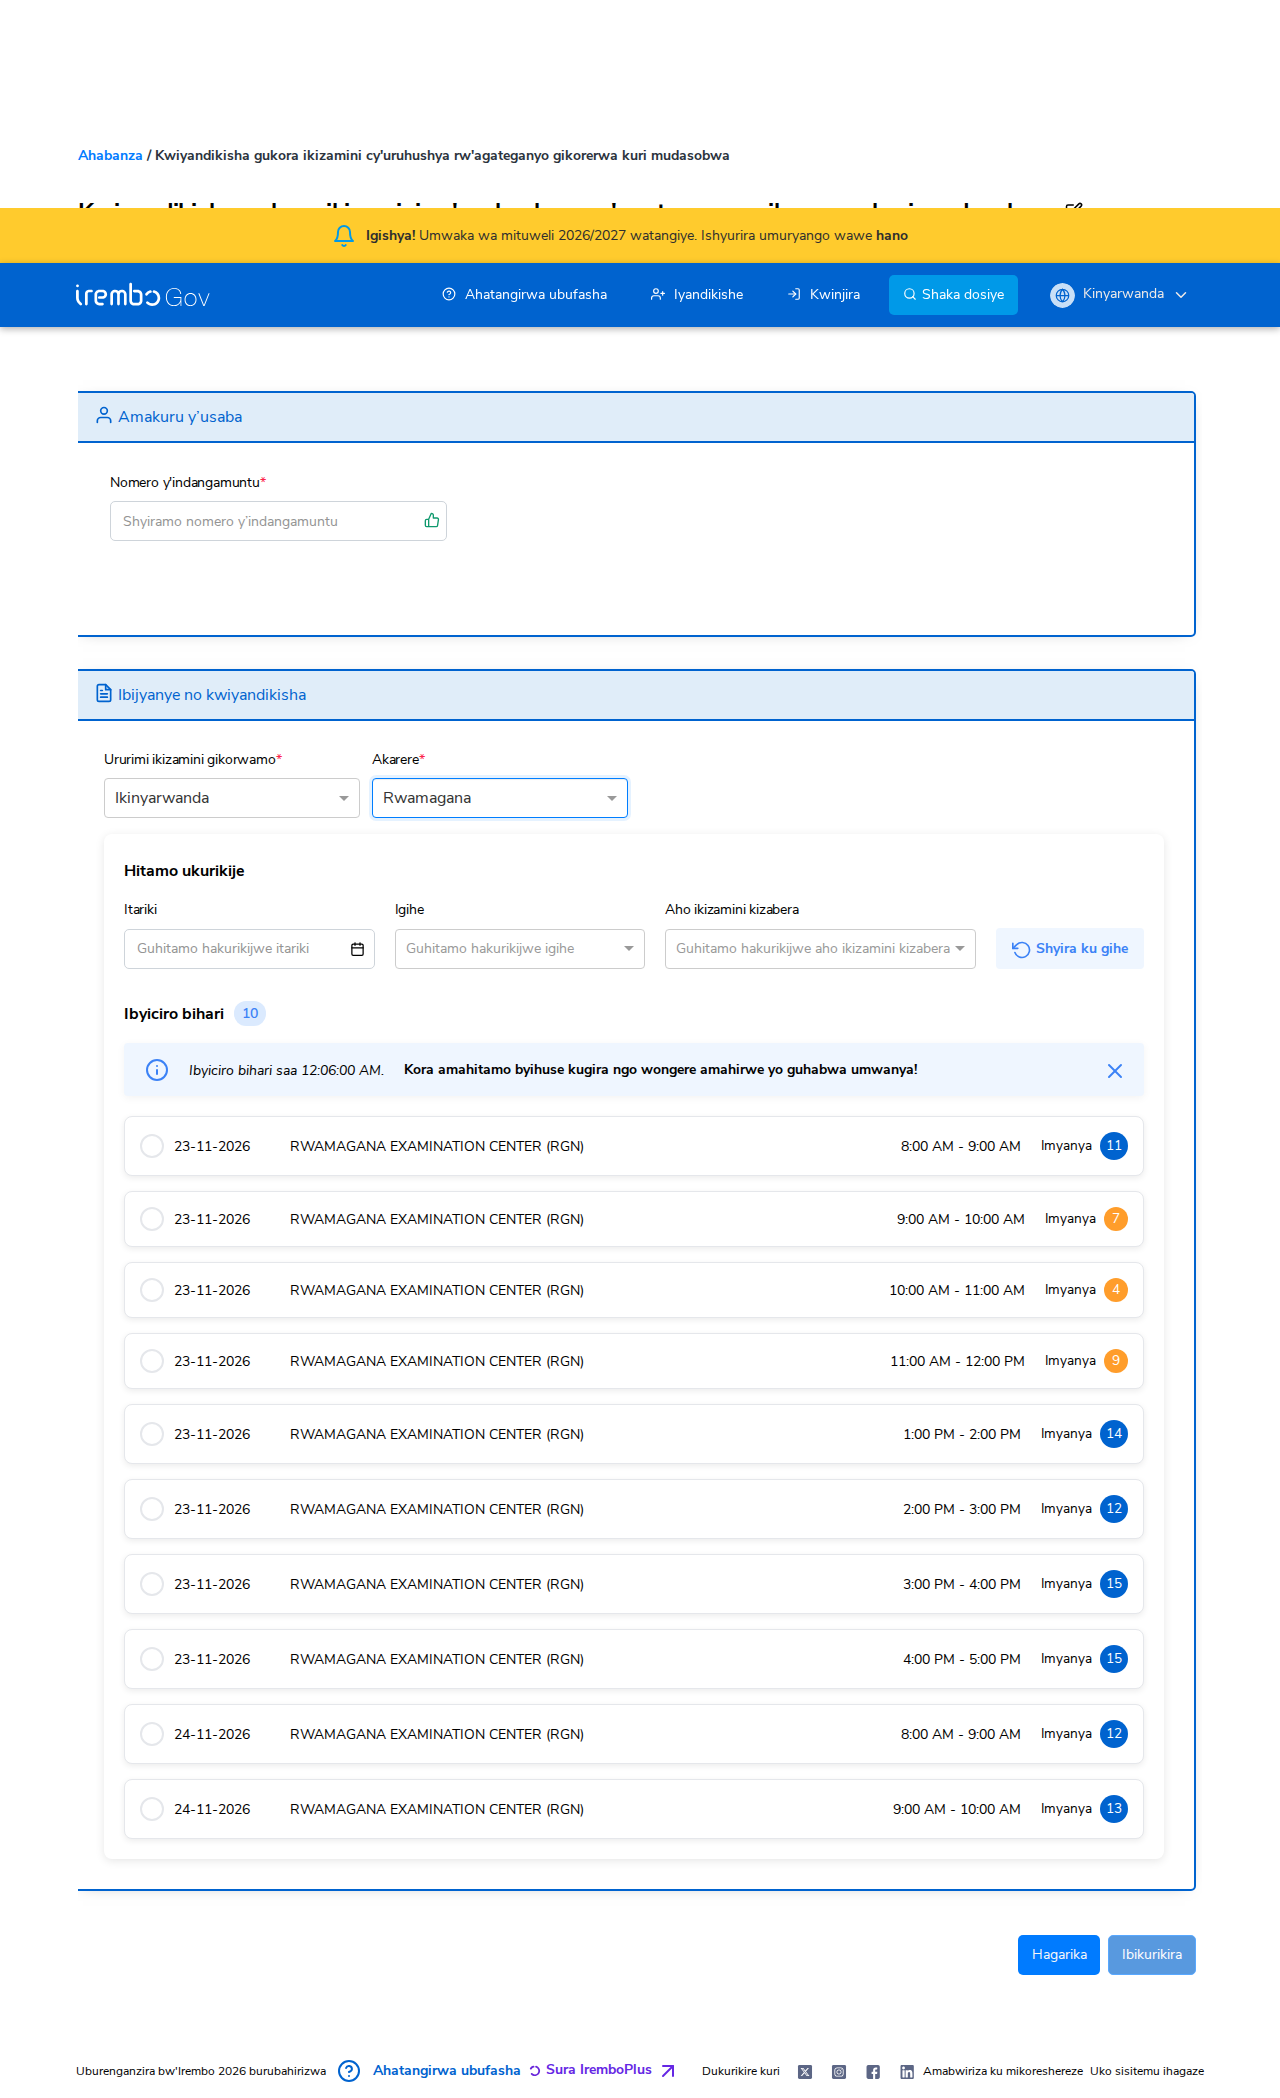 Ahabanza / Kwiyandikisha gukora ikizamini cy'uruhushya rw'agateganyo gikorerwa kuri mudasobwa
Igishya! Umwaka wa mituweli 2026/2027 watangiye. Ishyurira umuryango wawe hano
irembo Gov
Ahatangirwa ubufasha
Iyandikishe
Kwinjira
Shaka dosiye
Kinyarwanda
Amakuru y’usaba
Nomero y'indangamuntu*
Shyiramo nomero y’indangamuntu
Ibijyanye no kwiyandikisha
Ururimi ikizamini gikorwamo* Akarere*
Ikinyarwanda Rwamagana
Hitamo ukurikije
Itariki Igihe Aho ikizamini kizabera
Guhitamo hakurikijwe itariki Guhitamo hakurikijwe igihe Guhitamo hakurikijwe aho ikizamini kizabera Shyira ku gihe
Ibyiciro bihari 10
Ibyiciro bihari saa 12:06:00 AM. Kora amahitamo byihuse kugira ngo wongere amahirwe yo guhabwa umwanya!
23-11-2026 RWAMAGANA EXAMINATION CENTER (RGN) 8:00 AM - 9:00 AM Imyanya 11
23-11-2026 RWAMAGANA EXAMINATION CENTER (RGN) 9:00 AM - 10:00 AM Imyanya 7
23-11-2026 RWAMAGANA EXAMINATION CENTER (RGN) 10:00 AM - 11:00 AM Imyanya 4
23-11-2026 RWAMAGANA EXAMINATION CENTER (RGN) 11:00 AM - 12:00 PM Imyanya 9
23-11-2026 RWAMAGANA EXAMINATION CENTER (RGN) 1:00 PM - 2:00 PM Imyanya 14
23-11-2026 RWAMAGANA EXAMINATION CENTER (RGN) 2:00 PM - 3:00 PM Imyanya 12
23-11-2026 RWAMAGANA EXAMINATION CENTER (RGN) 3:00 PM - 4:00 PM Imyanya 15
23-11-2026 RWAMAGANA EXAMINATION CENTER (RGN) 4:00 PM - 5:00 PM Imyanya 15
24-11-2026 RWAMAGANA EXAMINATION CENTER (RGN) 8:00 AM - 9:00 AM Imyanya 12
24-11-2026 RWAMAGANA EXAMINATION CENTER (RGN) 9:00 AM - 10:00 AM Imyanya 13
Hagarika Ibikurikira
Uburenganzira bw'Irembo 2026 burubahirizwa Ahatangirwa ubufasha Sura IremboPlus Dukurikire kuri Amabwiriza ku mikoreshereze Uko sisitemu ihagaze